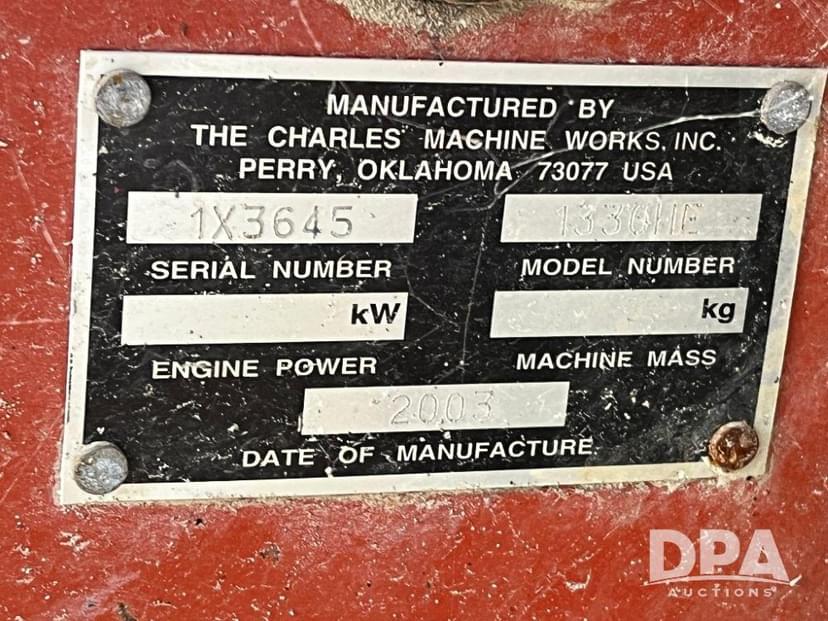 MANUFACTURED BY
THE CHARLES MACHINE WORKS, INC.
PERRY, OKLAHOMA 73077 USA
1X3645 1330HE
SERIAL NUMBER MODEL NUMBER
kW kg
ENGINE POWER MACHINE MASS
2003
DATE OF MANUFACTURE
DPA
AUCTIONS